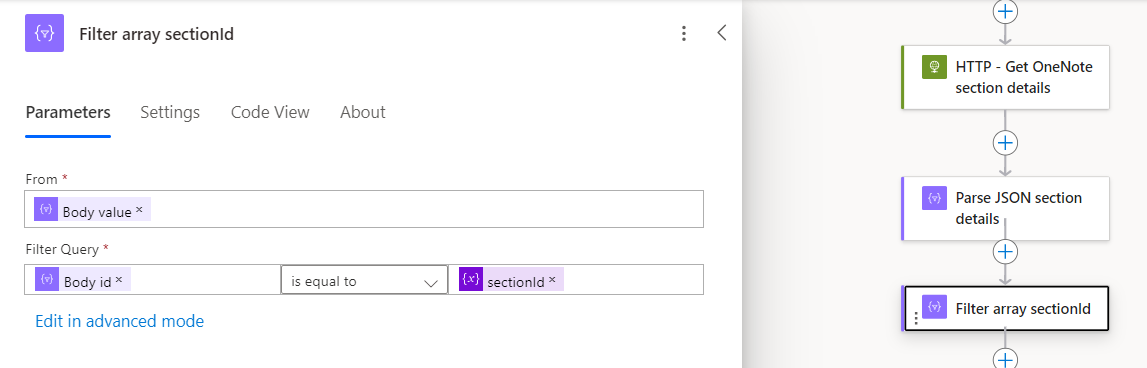 Filter array sectionId
Parameters Settings Code View About
From *
Body value ×
Filter Query *
Body id × is equal to {x} sectionId ×
Edit in advanced mode
HTTP - Get OneNote
section details
Parse JSON section
details
Filter array sectionId